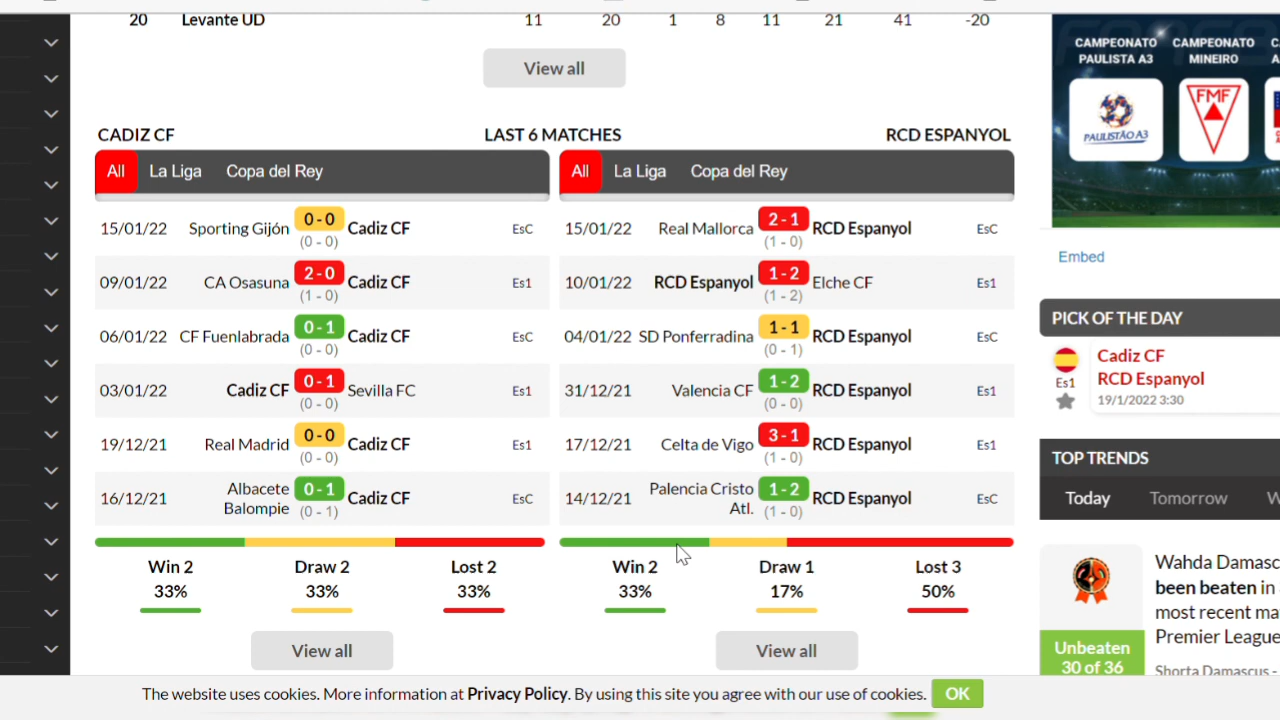 20 Levante UD 11 20 1 8 11 21 41 -20
View all
CADIZ CF LAST 6 MATCHES RCD ESPANYOL
All La Liga Copa del Rey
15/01/22 Sporting Gijón 0 - 0 (0 - 0) Cadiz CF EsC
09/01/22 CA Osasuna 2 - 0 (1 - 0) Cadiz CF Es1
06/01/22 CF Fuenlabrada 0 - 1 (0 - 0) Cadiz CF EsC
03/01/22 Cadiz CF 0 - 1 (0 - 0) Sevilla FC Es1
19/12/21 Real Madrid 0 - 0 (0 - 0) Cadiz CF Es1
16/12/21 Albacete Balompie 0 - 1 (0 - 1) Cadiz CF EsC
Win 2 Draw 2 Lost 2
33% 33% 33%
View all
All La Liga Copa del Rey
15/01/22 Real Mallorca 2 - 1 (1 - 0) RCD Espanyol EsC
10/01/22 RCD Espanyol 1 - 2 (1 - 2) Elche CF Es1
04/01/22 SD Ponferradina 1 - 1 (0 - 1) RCD Espanyol EsC
31/12/21 Valencia CF 1 - 2 (0 - 0) RCD Espanyol Es1
17/12/21 Celta de Vigo 3 - 1 (1 - 0) RCD Espanyol Es1
14/12/21 Palencia Cristo Atl. 1 - 2 (1 - 0) RCD Espanyol EsC
Win 2 Draw 1 Lost 3
33% 17% 50%
View all
CAMPEONATO PAULISTA A3
CAMPEONATO MINEIRO
PAULISTÃO A3
FMF
Embed
PICK OF THE DAY
Es1
Cadiz CF
RCD Espanyol
19/1/2022 3:30
TOP TRENDS
Today Tomorrow
Wahda Damasc
been beaten in
most recent ma
Premier League
Unbeaten
30 of 36
Shorta Damascus -
The website uses cookies. More information at Privacy Policy. By using this site you agree with our use of cookies. OK